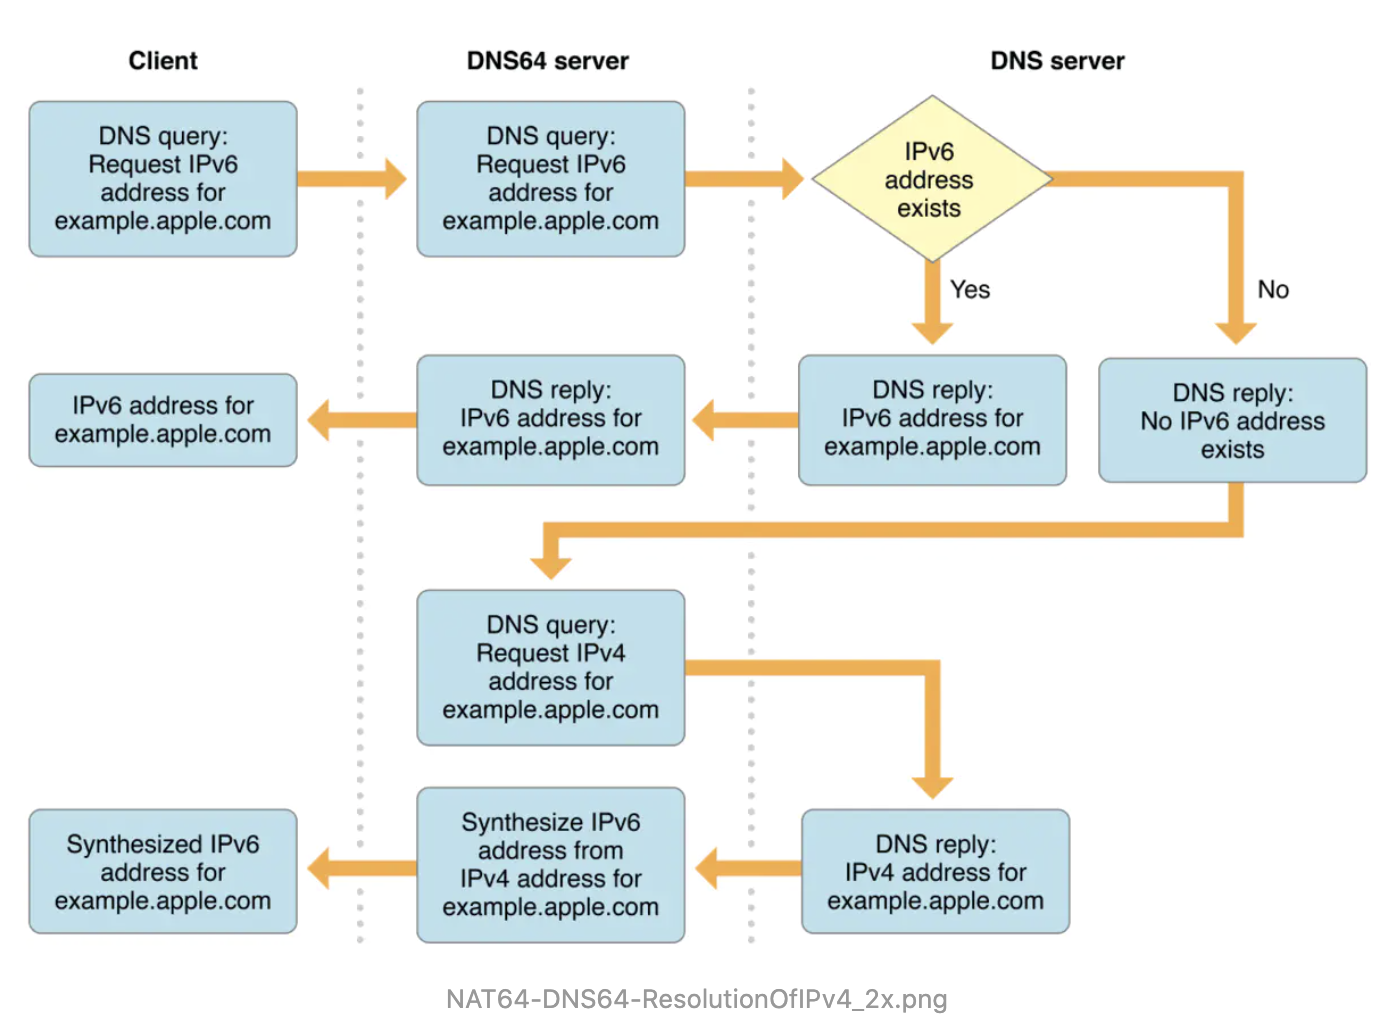 Client
DNS64 server
DNS server
DNS query:
Request IPv6
address for
example.apple.com
DNS query:
Request IPv6
address for
example.apple.com
IPv6
address
exists
Yes
No
IPv6 address for
example.apple.com
DNS reply:
IPv6 address for
example.apple.com
DNS reply:
IPv6 address for
example.apple.com
DNS reply:
No IPv6 address
exists
DNS query:
Request IPv4
address for
example.apple.com
Synthesized IPv6
address for
example.apple.com
Synthesize IPv6
address from
IPv4 address for
example.apple.com
DNS reply:
IPv4 address for
example.apple.com
NAT64-DNS64-ResolutionOfIPv4_2x.png